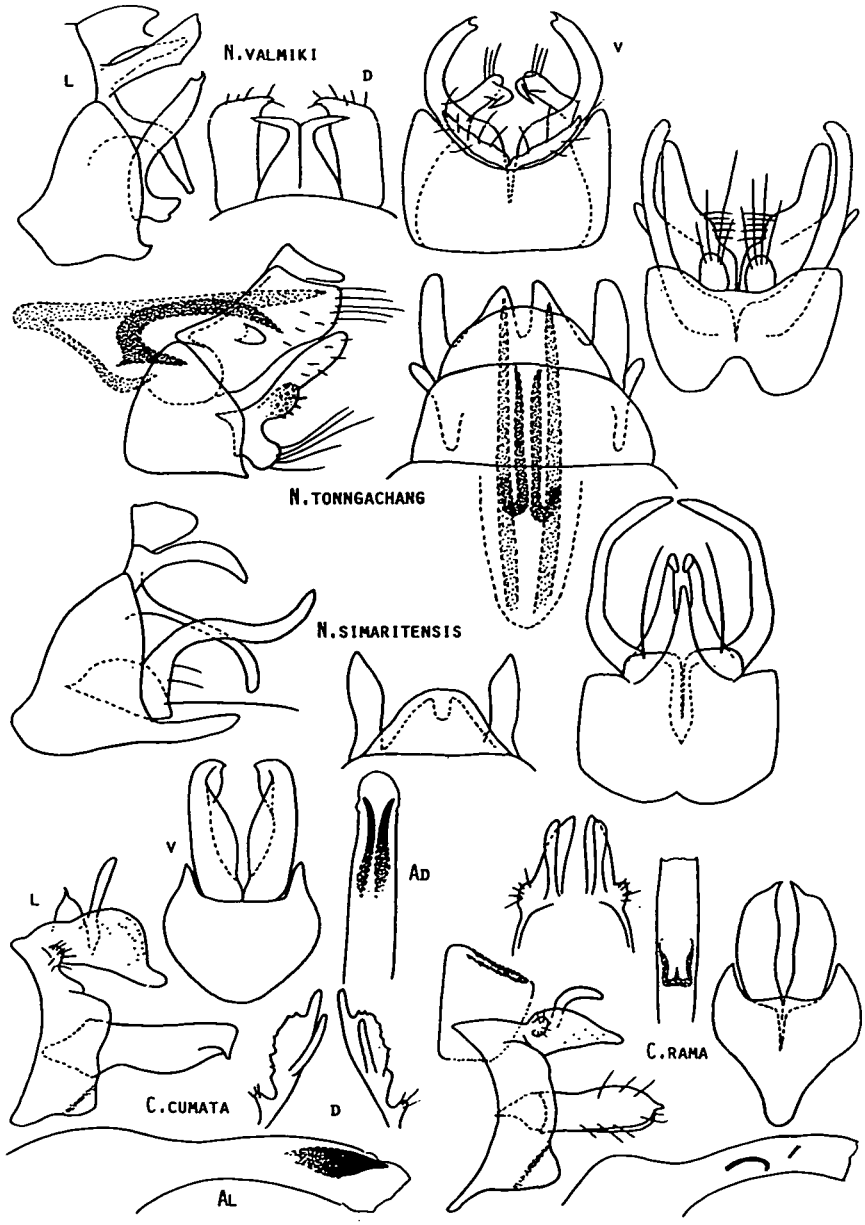 N. VALMIKI
L
D
V
N. TONNGACHANG
N. SIMARITENSIS
V
AD
L
C. CUMATA
D
C. RAMA
AL